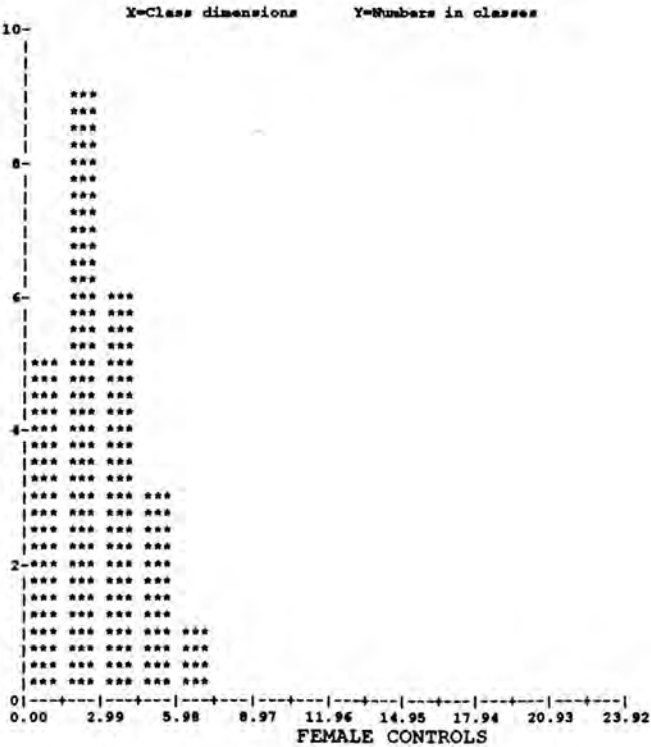 X=Class dimensions Y=Numbers in classes
10
8
6
4
2
0
0.00 2.99 5.98 8.97 11.96 14.95 17.94 20.93 23.92
FEMALE CONTROLS